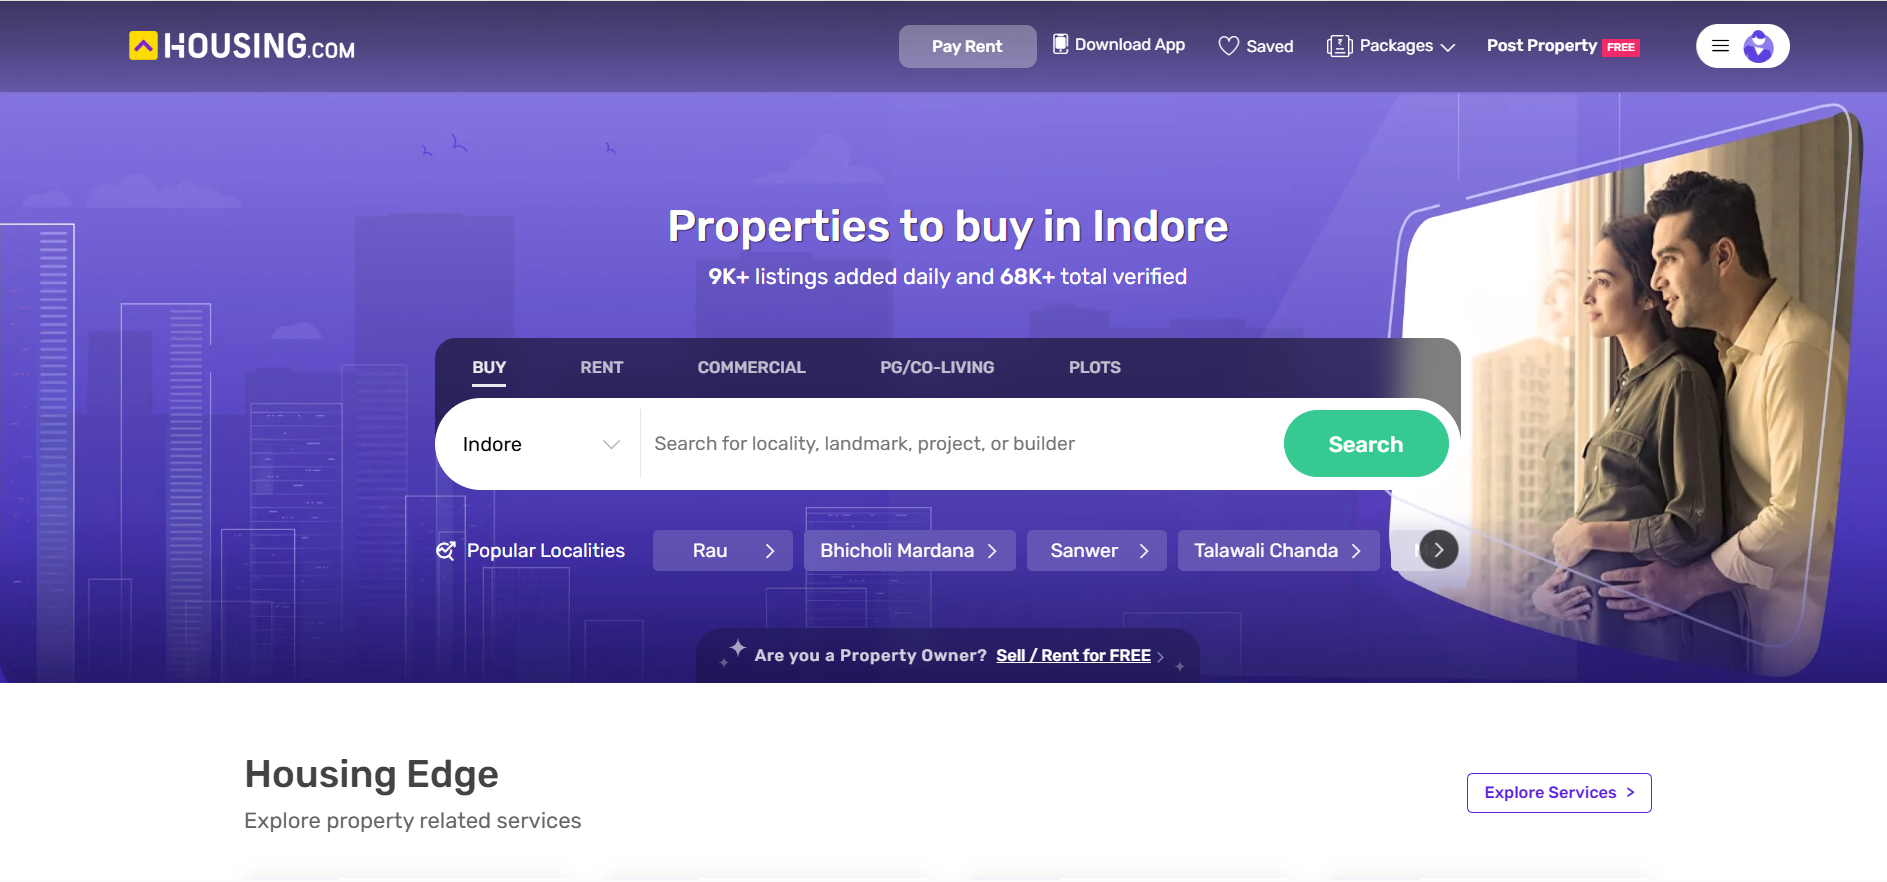 HOUSING.COM
Pay Rent
Download App
Saved
Packages
Post Property FREE
Properties to buy in Indore
9K+ listings added daily and 68K+ total verified
BUY RENT COMMERCIAL PG/CO-LIVING PLOTS
Indore
Search for locality, landmark, project, or builder
Search
Popular Localities
Rau
Bhicholi Mardana
Sanwer
Talawali Chanda
Are you a Property Owner? Sell / Rent for FREE
Housing Edge
Explore property related services
Explore Services >